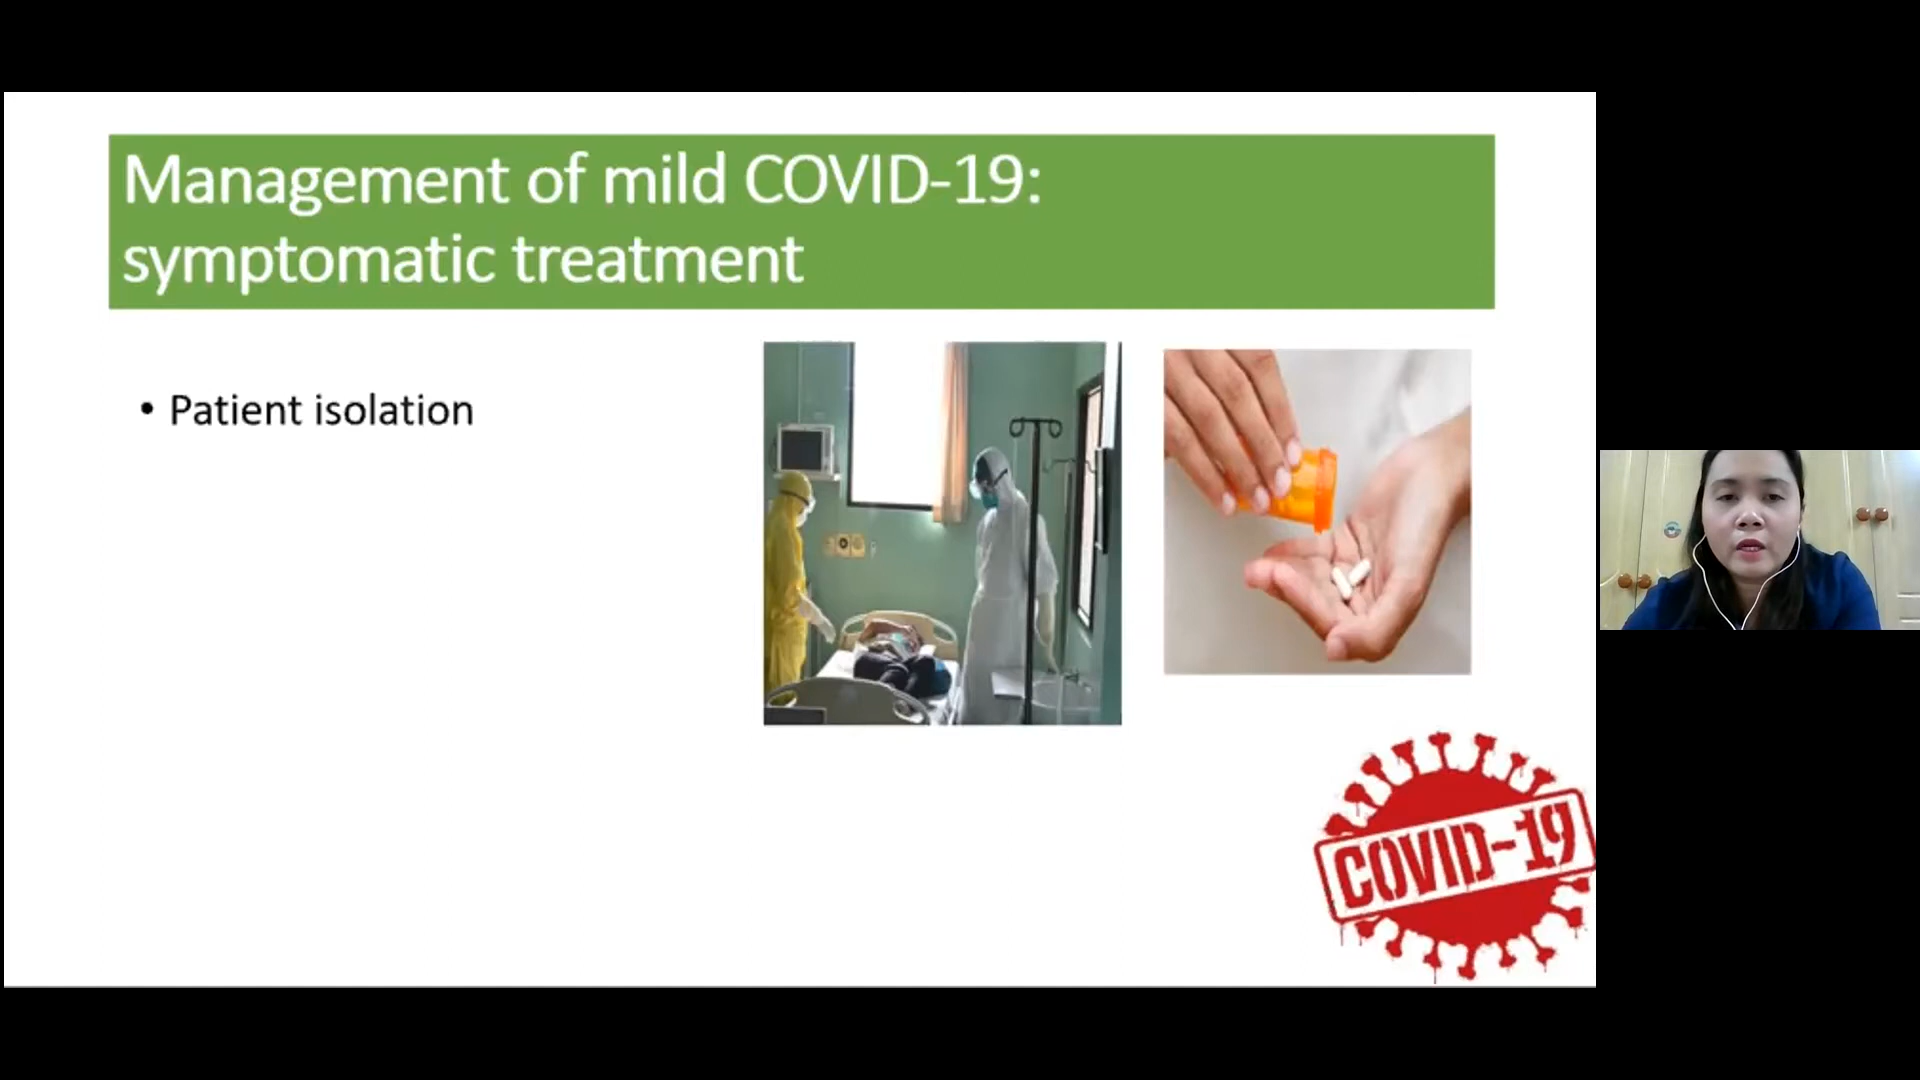 Management of mild COVID-19:
symptomatic treatment
• Patient isolation
COVID-19